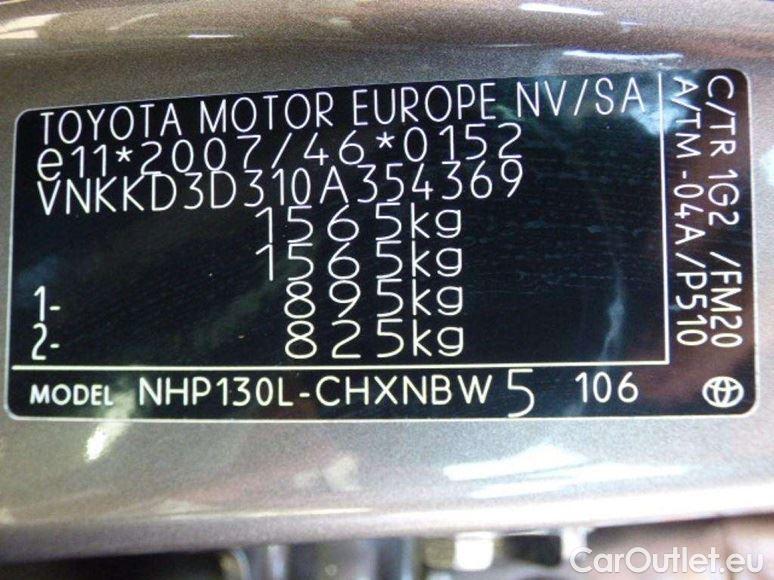 TOYOTA MOTOR EUROPE NV/SA
e11*2007/46*0152
VNKKD3D310A354369
1565kg
1565kg
1- 895kg
2- 825kg
MODEL NHP130L-CHXNBW 5 106
C/TR 1G2 /FM20
A/TM -04A/P510
CarOutlet.eu